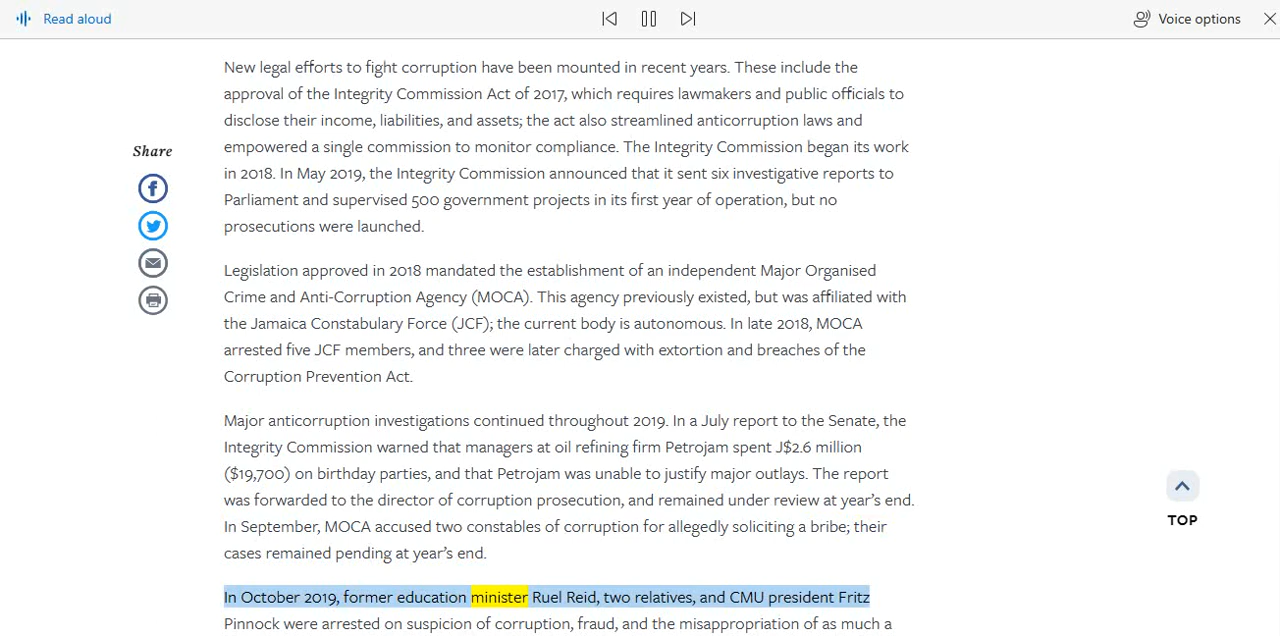 Read aloud
Voice options
New legal efforts to fight corruption have been mounted in recent years. These include the
approval of the Integrity Commission Act of 2017, which requires lawmakers and public officials to
disclose their income, liabilities, and assets; the act also streamlined anticorruption laws and
empowered a single commission to monitor compliance. The Integrity Commission began its work
in 2018. In May 2019, the Integrity Commission announced that it sent six investigative reports to
Parliament and supervised 500 government projects in its first year of operation, but no
prosecutions were launched.
Share
Legislation approved in 2018 mandated the establishment of an independent Major Organised
Crime and Anti-Corruption Agency (MOCA). This agency previously existed, but was affiliated with
the Jamaica Constabulary Force (JCF); the current body is autonomous. In late 2018, MOCA
arrested five JCF members, and three were later charged with extortion and breaches of the
Corruption Prevention Act.
Major anticorruption investigations continued throughout 2019. In a July report to the Senate, the
Integrity Commission warned that managers at oil refining firm Petrojam spent J$2.6 million
($19,700) on birthday parties, and that Petrojam was unable to justify major outlays. The report
was forwarded to the director of corruption prosecution, and remained under review at year's end.
In September, MOCA accused two constables of corruption for allegedly soliciting a bribe; their
cases remained pending at year's end.
TOP
In October 2019, former education minister Ruel Reid, two relatives, and CMU president Fritz
Pinnock were arrested on suspicion of corruption, fraud, and the misappropriation of as much a